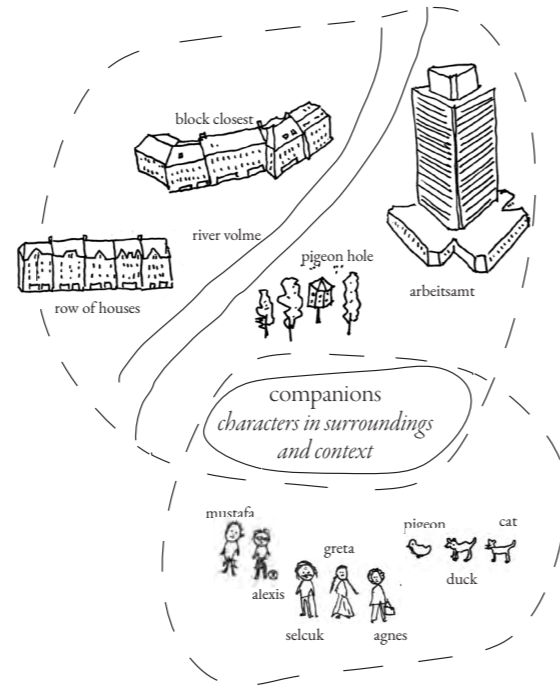 block closest
river volme
pigeon hole
arbeitsamt
row of houses
companions
characters in surroundings
and context
mustafa
alexis
greta
selcuk
agnes
pigeon
cat
duck